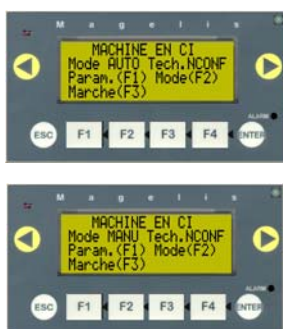 M a g e l i s
MACHINE EN CI
Mode AUTO Tech.NCONF
Param.(F1) Mode(F2)
Marche(F3)
ALARM
ESC F1 F2 F3 F4 ENTER
M a g e l i s
MACHINE EN CI
Mode MANU Tech.NCONF
Param.(F1) Mode(F2)
Marche(F3)
ALARM
ESC F1 F2 F3 F4 ENTER